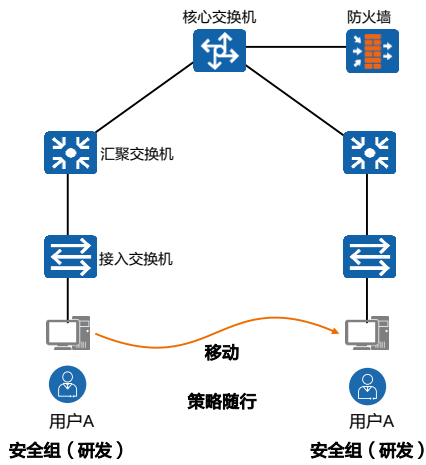 核心交换机
防火墙
汇聚交换机
接入交换机
移动
策略随行
用户A
用户A
安全组（研发）
安全组（研发）